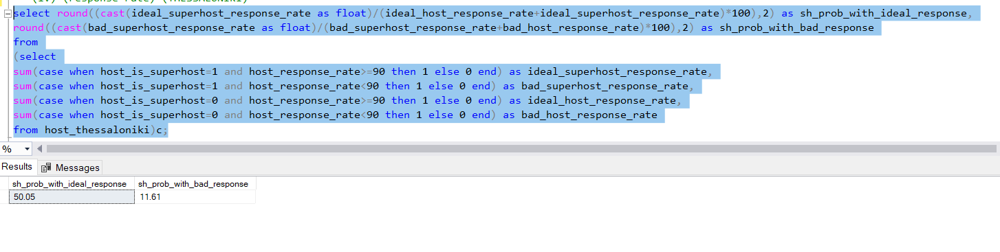 (iv) (response rate) (THESSALONIKI)
select round((cast(ideal_superhost_response_rate as float)/(ideal_host_response_rate+ideal_superhost_response_rate)*100),2) as sh_prob_with_ideal_response,
round((cast(bad_superhost_response_rate as float)/(bad_superhost_response_rate+bad_host_response_rate)*100),2) as sh_prob_with_bad_response
from
(select
sum(case when host_is_superhost=1 and host_response_rate>=90 then 1 else 0 end) as ideal_superhost_response_rate,
sum(case when host_is_superhost=1 and host_response_rate<90 then 1 else 0 end) as bad_superhost_response_rate,
sum(case when host_is_superhost=0 and host_response_rate>=90 then 1 else 0 end) as ideal_host_response_rate,
sum(case when host_is_superhost=0 and host_response_rate<90 then 1 else 0 end) as bad_host_response_rate
from host_thessaloniki)c;
%
Results Messages
sh_prob_with_ideal_response sh_prob_with_bad_response
50.05 11.61